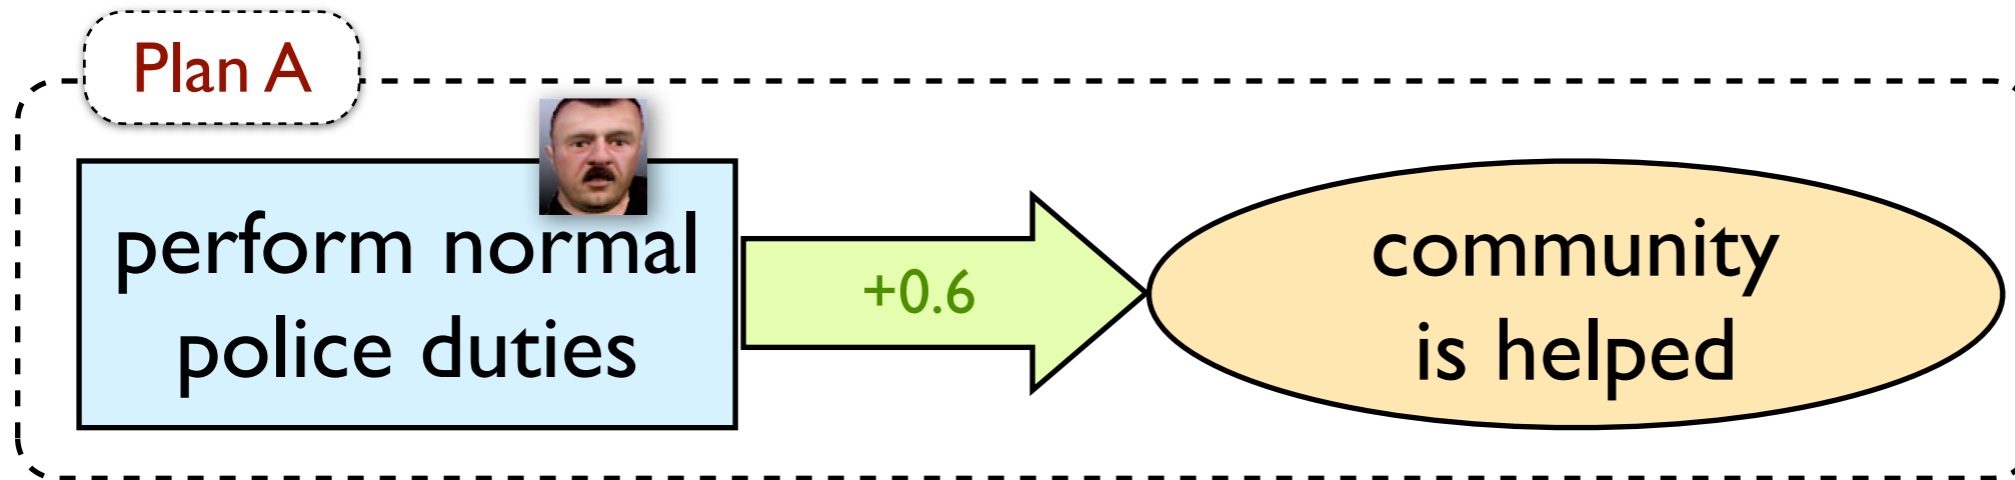 Plan A
perform normal
police duties
+0.6
community
is helped